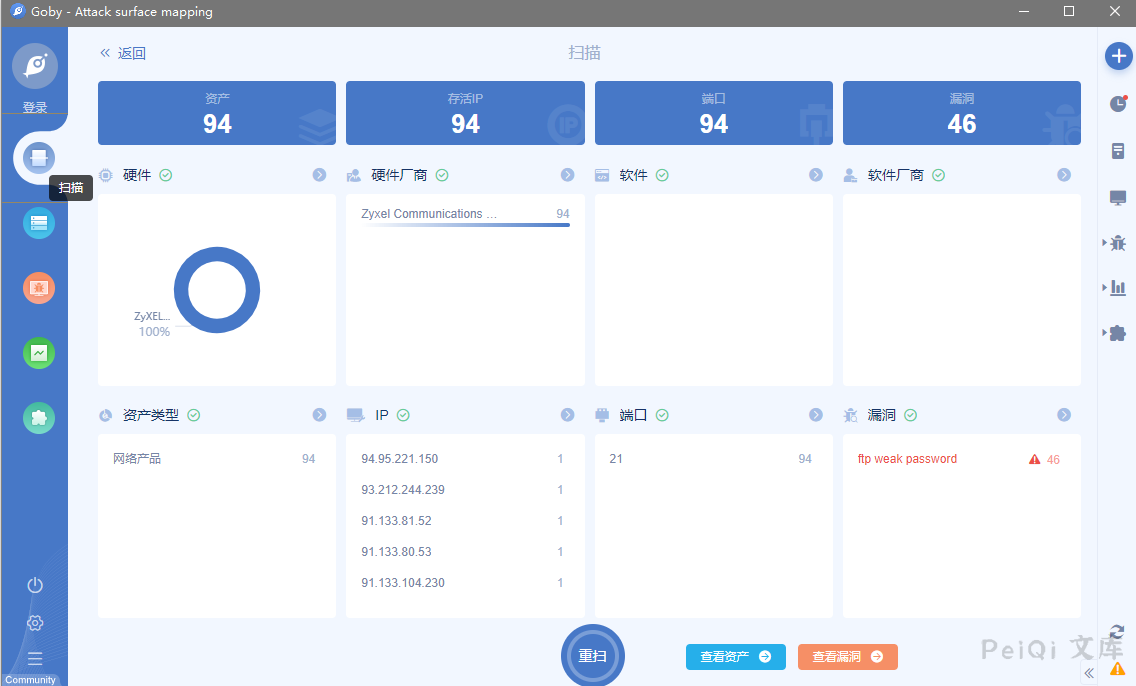 Goby - Attack surface mapping
登录
扫描
« 返回
扫描
资产
94
存活IP
94
端口
94
漏洞
46
硬件
硬件厂商
软件
软件厂商
ZyXEL...
100%
Zyxel Communications ... 94
资产类型
IP
端口
漏洞
网络产品 94
94.95.221.150 1
93.212.244.239 1
91.133.81.52 1
91.133.80.53 1
91.133.104.230 1
21 94
ftp weak password 46
重扫
查看资产
查看漏洞
PeiQi 文库
Community